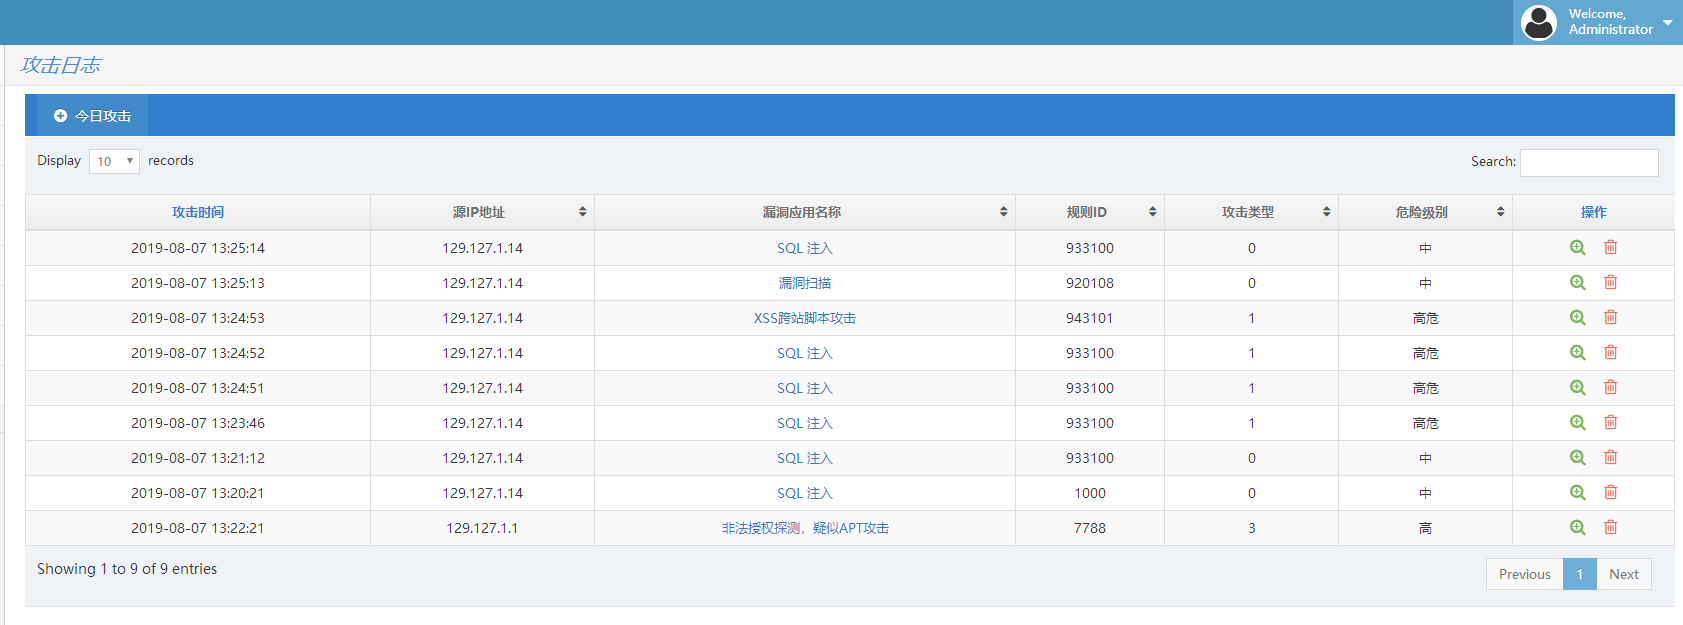 Welcome,
Administrator
攻击日志
今日攻击
Display 10 records Search:
攻击时间 源IP地址 漏洞应用名称 规则ID 攻击类型 危险级别 操作
2019-08-07 13:25:14 129.127.1.14 SQL 注入 933100 0 中
2019-08-07 13:25:13 129.127.1.14 漏洞扫描 920108 0 中
2019-08-07 13:24:53 129.127.1.14 XSS跨站脚本攻击 943101 1 高危
2019-08-07 13:24:52 129.127.1.14 SQL 注入 933100 1 高危
2019-08-07 13:24:51 129.127.1.14 SQL 注入 933100 1 高危
2019-08-07 13:23:46 129.127.1.14 SQL 注入 933100 1 高危
2019-08-07 13:21:12 129.127.1.14 SQL 注入 933100 0 中
2019-08-07 13:20:21 129.127.1.14 SQL 注入 1000 0 中
2019-08-07 13:22:21 129.127.1.1 非法授权探测，疑似APT攻击 7788 3 高
Showing 1 to 9 of 9 entries
Previous 1 Next